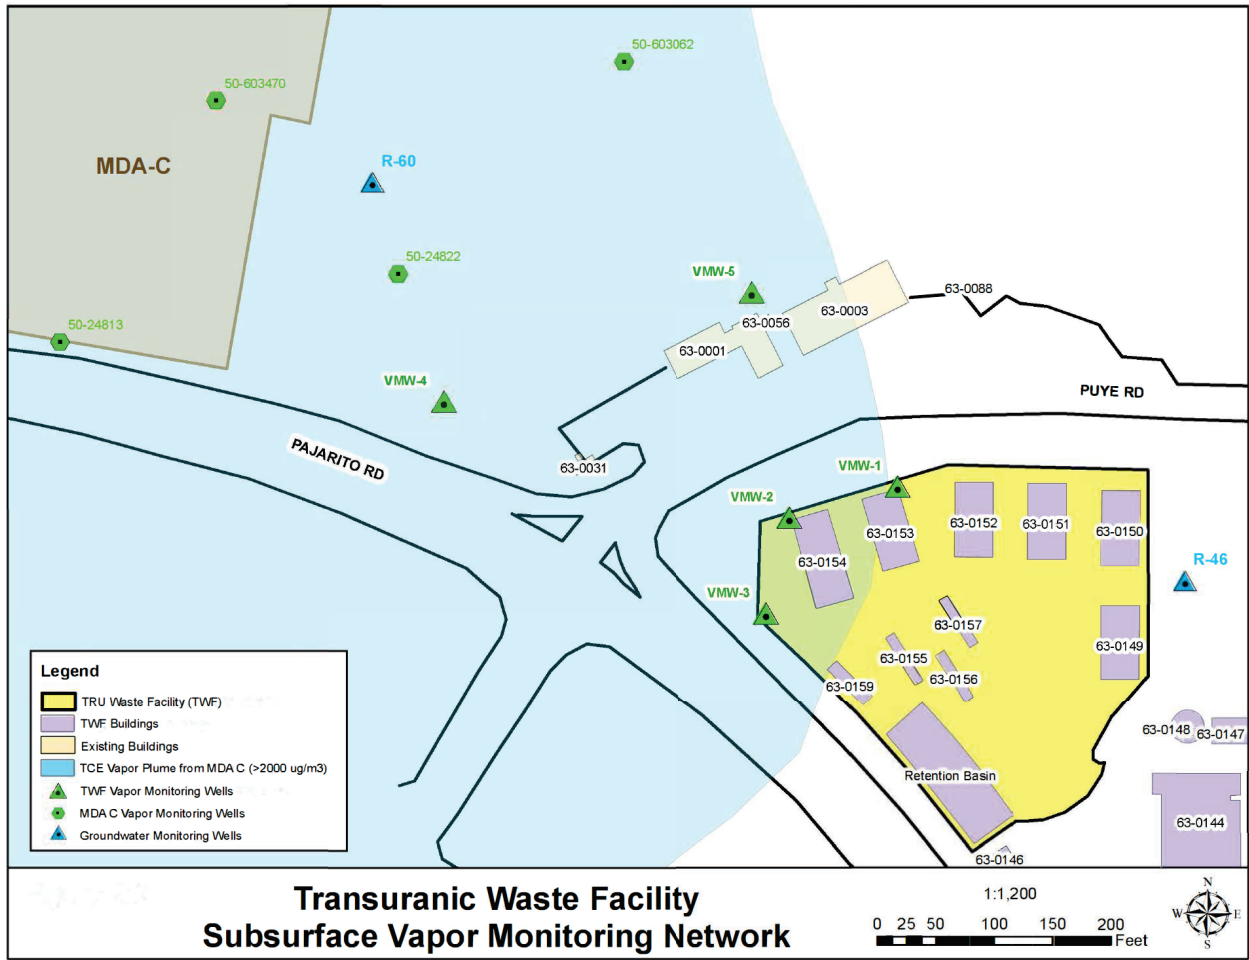 50-603062
50-603470
MDA-C
R-60
50-24822
VMW-5
63-0088
63-0003
63-0056
50-24813
63-0001
VMW-4
PUYE RD
PAJARITO RD
63-0031
VMW-1
VMW-2
63-0152
63-0151
63-0150
63-0153
63-0154
R-46
VMW-3
63-0157
63-0149
63-0155
63-0156
63-0159
63-0148
63-0147
Retention Basin
63-0144
63-0146
Legend
TRU Waste Facility (TWF)
TWF Buildings
Existing Buildings
TCE Vapor Plume from MDA C (>2000 ug/m3)
TWF Vapor Monitoring Wells
MDA C Vapor Monitoring Wells
Groundwater Monitoring Wells
Transuranic Waste Facility
Subsurface Vapor Monitoring Network
1:1,200
0 25 50 100 150 200
Feet
N
W E
S